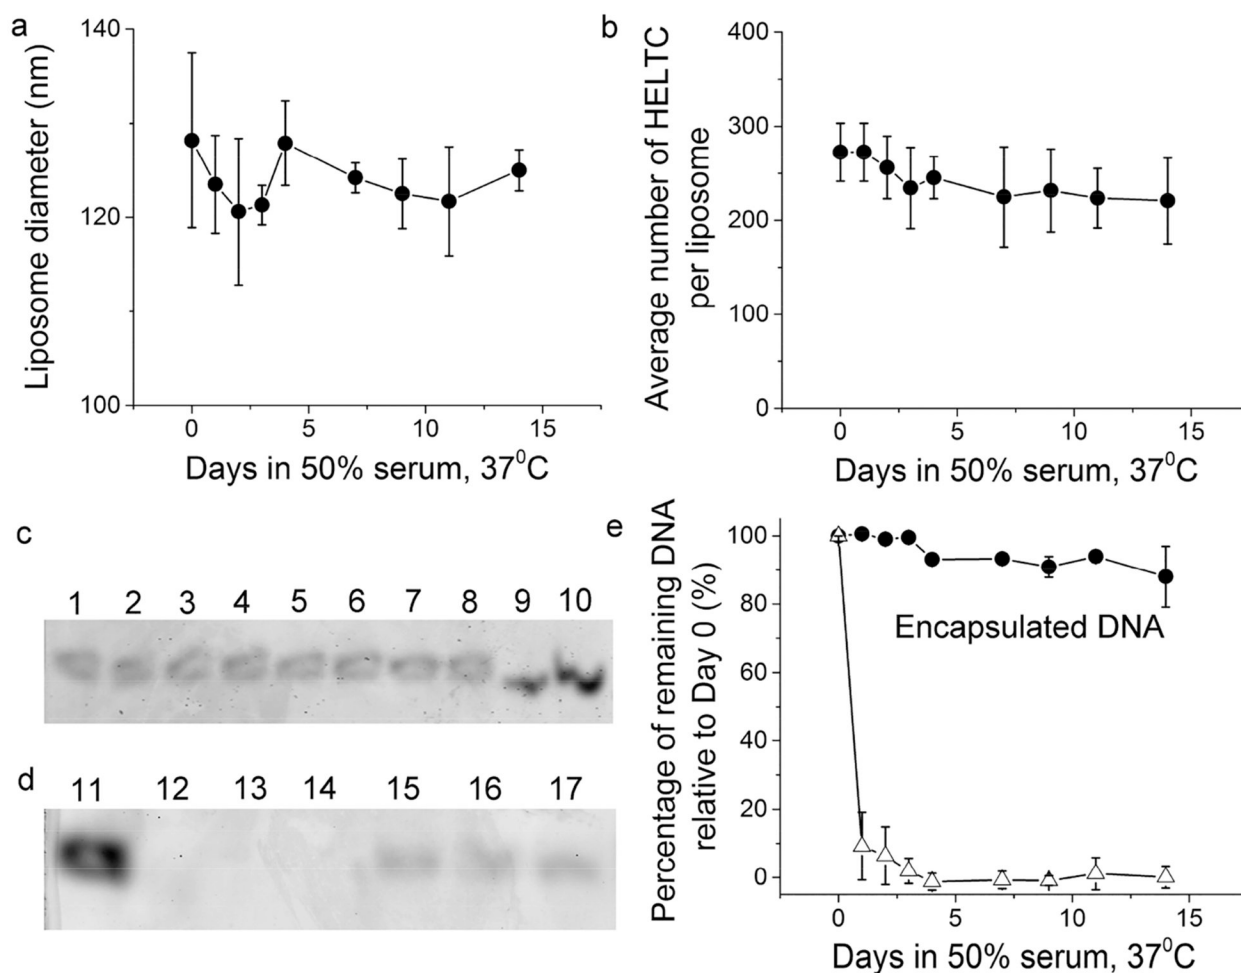 a
Liposome diameter (nm)
140
120
100
0 5 10 15
Days in 50% serum, 37⁰C
b
Average number of HELTC
per liposome
400
300
200
100
0
0 5 10 15
Days in 50% serum, 37⁰C
c
1 2 3 4 5 6 7 8 9 10
d
11 12 13 14 15 16 17
e
Percentage of remaining DNA
relative to Day 0 (%)
100
80
60
40
20
0
Encapsulated DNA
0 5 10 15
Days in 50% serum, 37⁰C